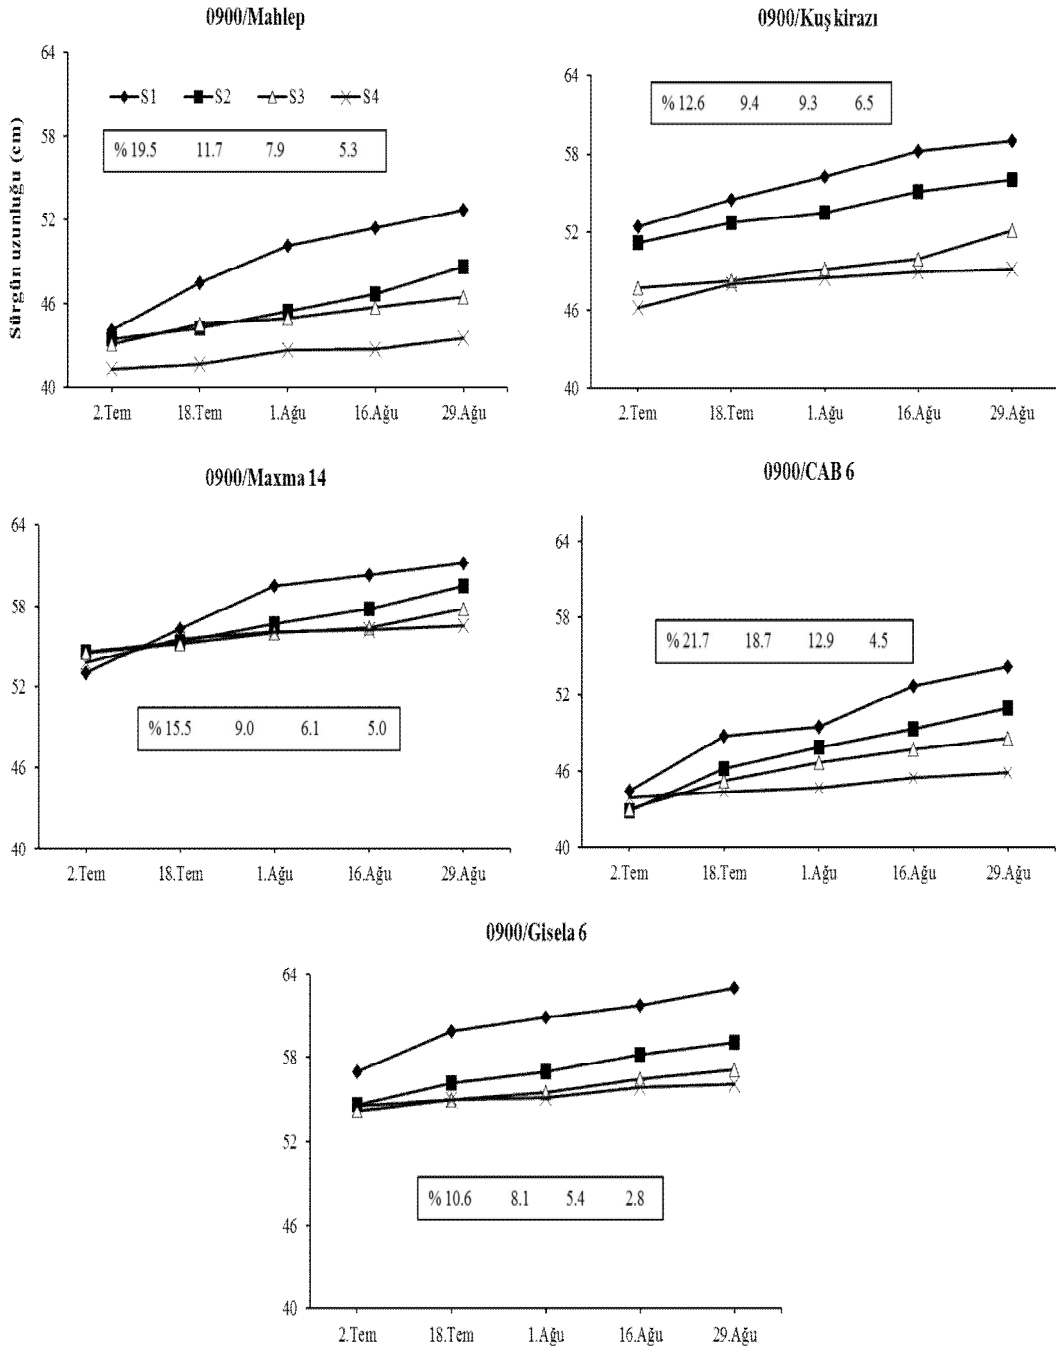 0900/Mahlep
64
58
52
46
40
Sürgün uzunluğu (cm)
S1 S2 S3 S4
% 19.5 11.7 7.9 5.3
2.Tem 18.Tem 1.Ağu 16.Ağu 29.Ağu
0900/Kuş kirazı
64
58
52
46
40
% 12.6 9.4 9.3 6.5
2.Tem 18.Tem 1.Ağu 16.Ağu 29.Ağu
0900/Maxma 14
64
58
52
46
40
% 15.5 9.0 6.1 5.0
2.Tem 18.Tem 1.Ağu 16.Ağu 29.Ağu
0900/CAB 6
64
58
52
46
40
% 21.7 18.7 12.9 4.5
2.Tem 18.Tem 1.Ağu 16.Ağu 29.Ağu
0900/Gisela 6
64
58
52
46
40
% 10.6 8.1 5.4 2.8
2.Tem 18.Tem 1.Ağu 16.Ağu 29.Ağu